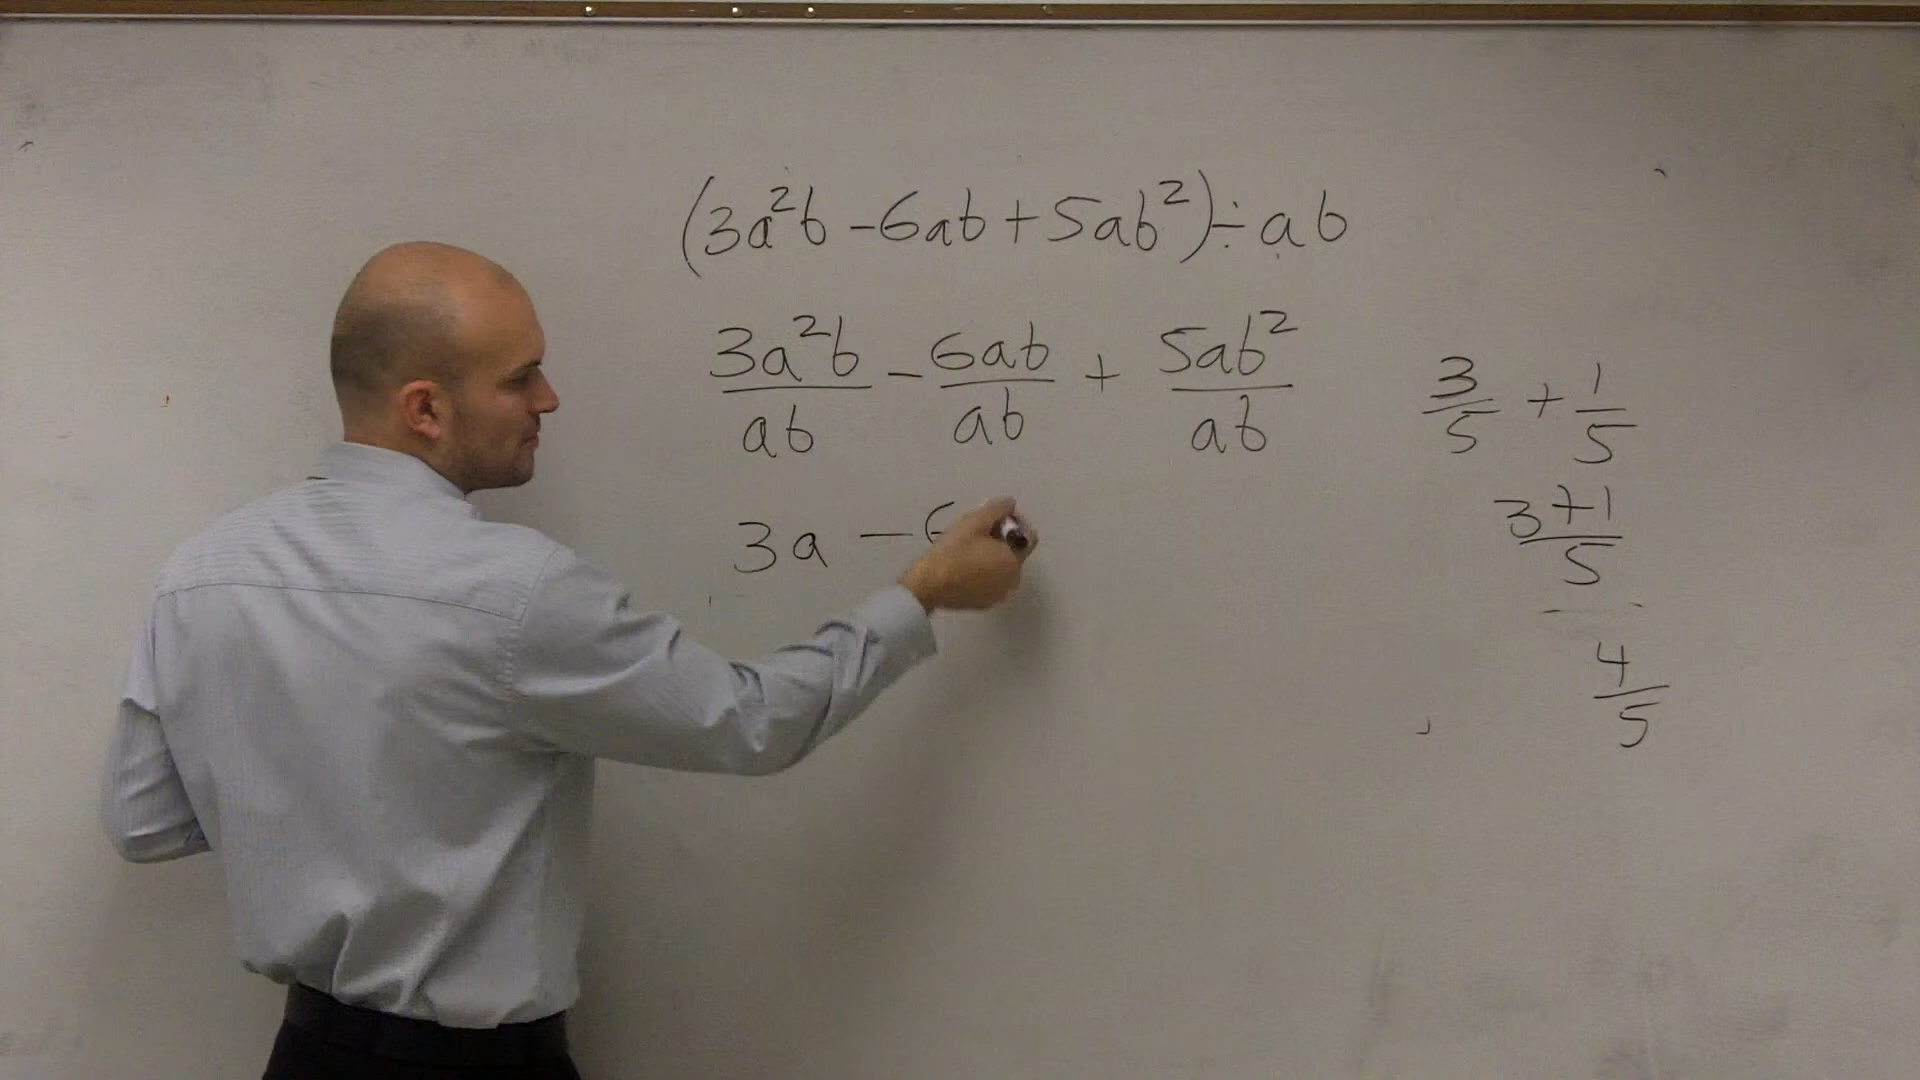 (3a²b - 6ab + 5ab²) ÷ ab
3a²b/ab - 6ab/ab + 5ab²/ab
3a - 6
3/5 + 1/5
3+1/5
4/5